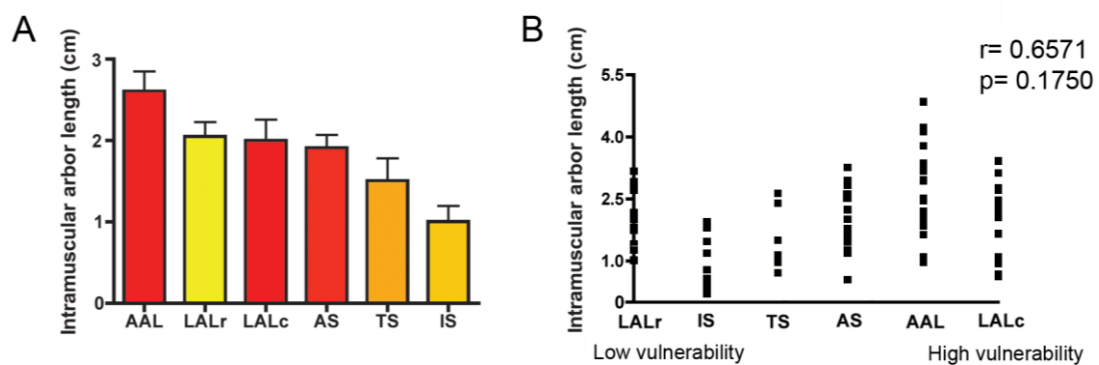 A
Intramuscular arbor length (cm)
3
2
1
0
AAL LALr LALc AS TS IS
B
r= 0.6571
p= 0.1750
Intramuscular arbor length (cm)
5.5
4.0
2.5
1.0
0
LALr IS TS AS AAL LALc
Low vulnerability High vulnerability